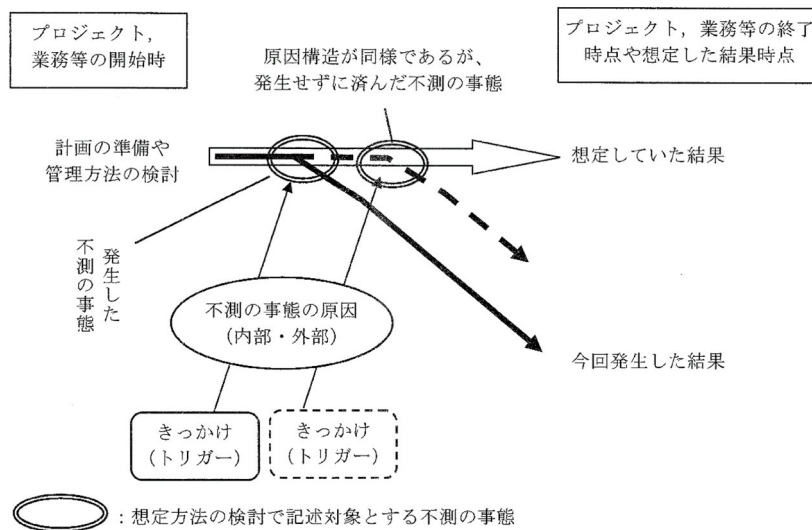 プロジェクト，
業務等の開始時
原因構造が同様であるが、
発生せずに済んだ不測の事態
プロジェクト，業務等の終了
時点や想定した結果時点
計画の準備や
管理方法の検討
想定していた結果
発生した
不測の事態
不測の事態の原因
（内部・外部）
今回発生した結果
きっかけ
（トリガー）
きっかけ
（トリガー）
：想定方法の検討で記述対象とする不測の事態